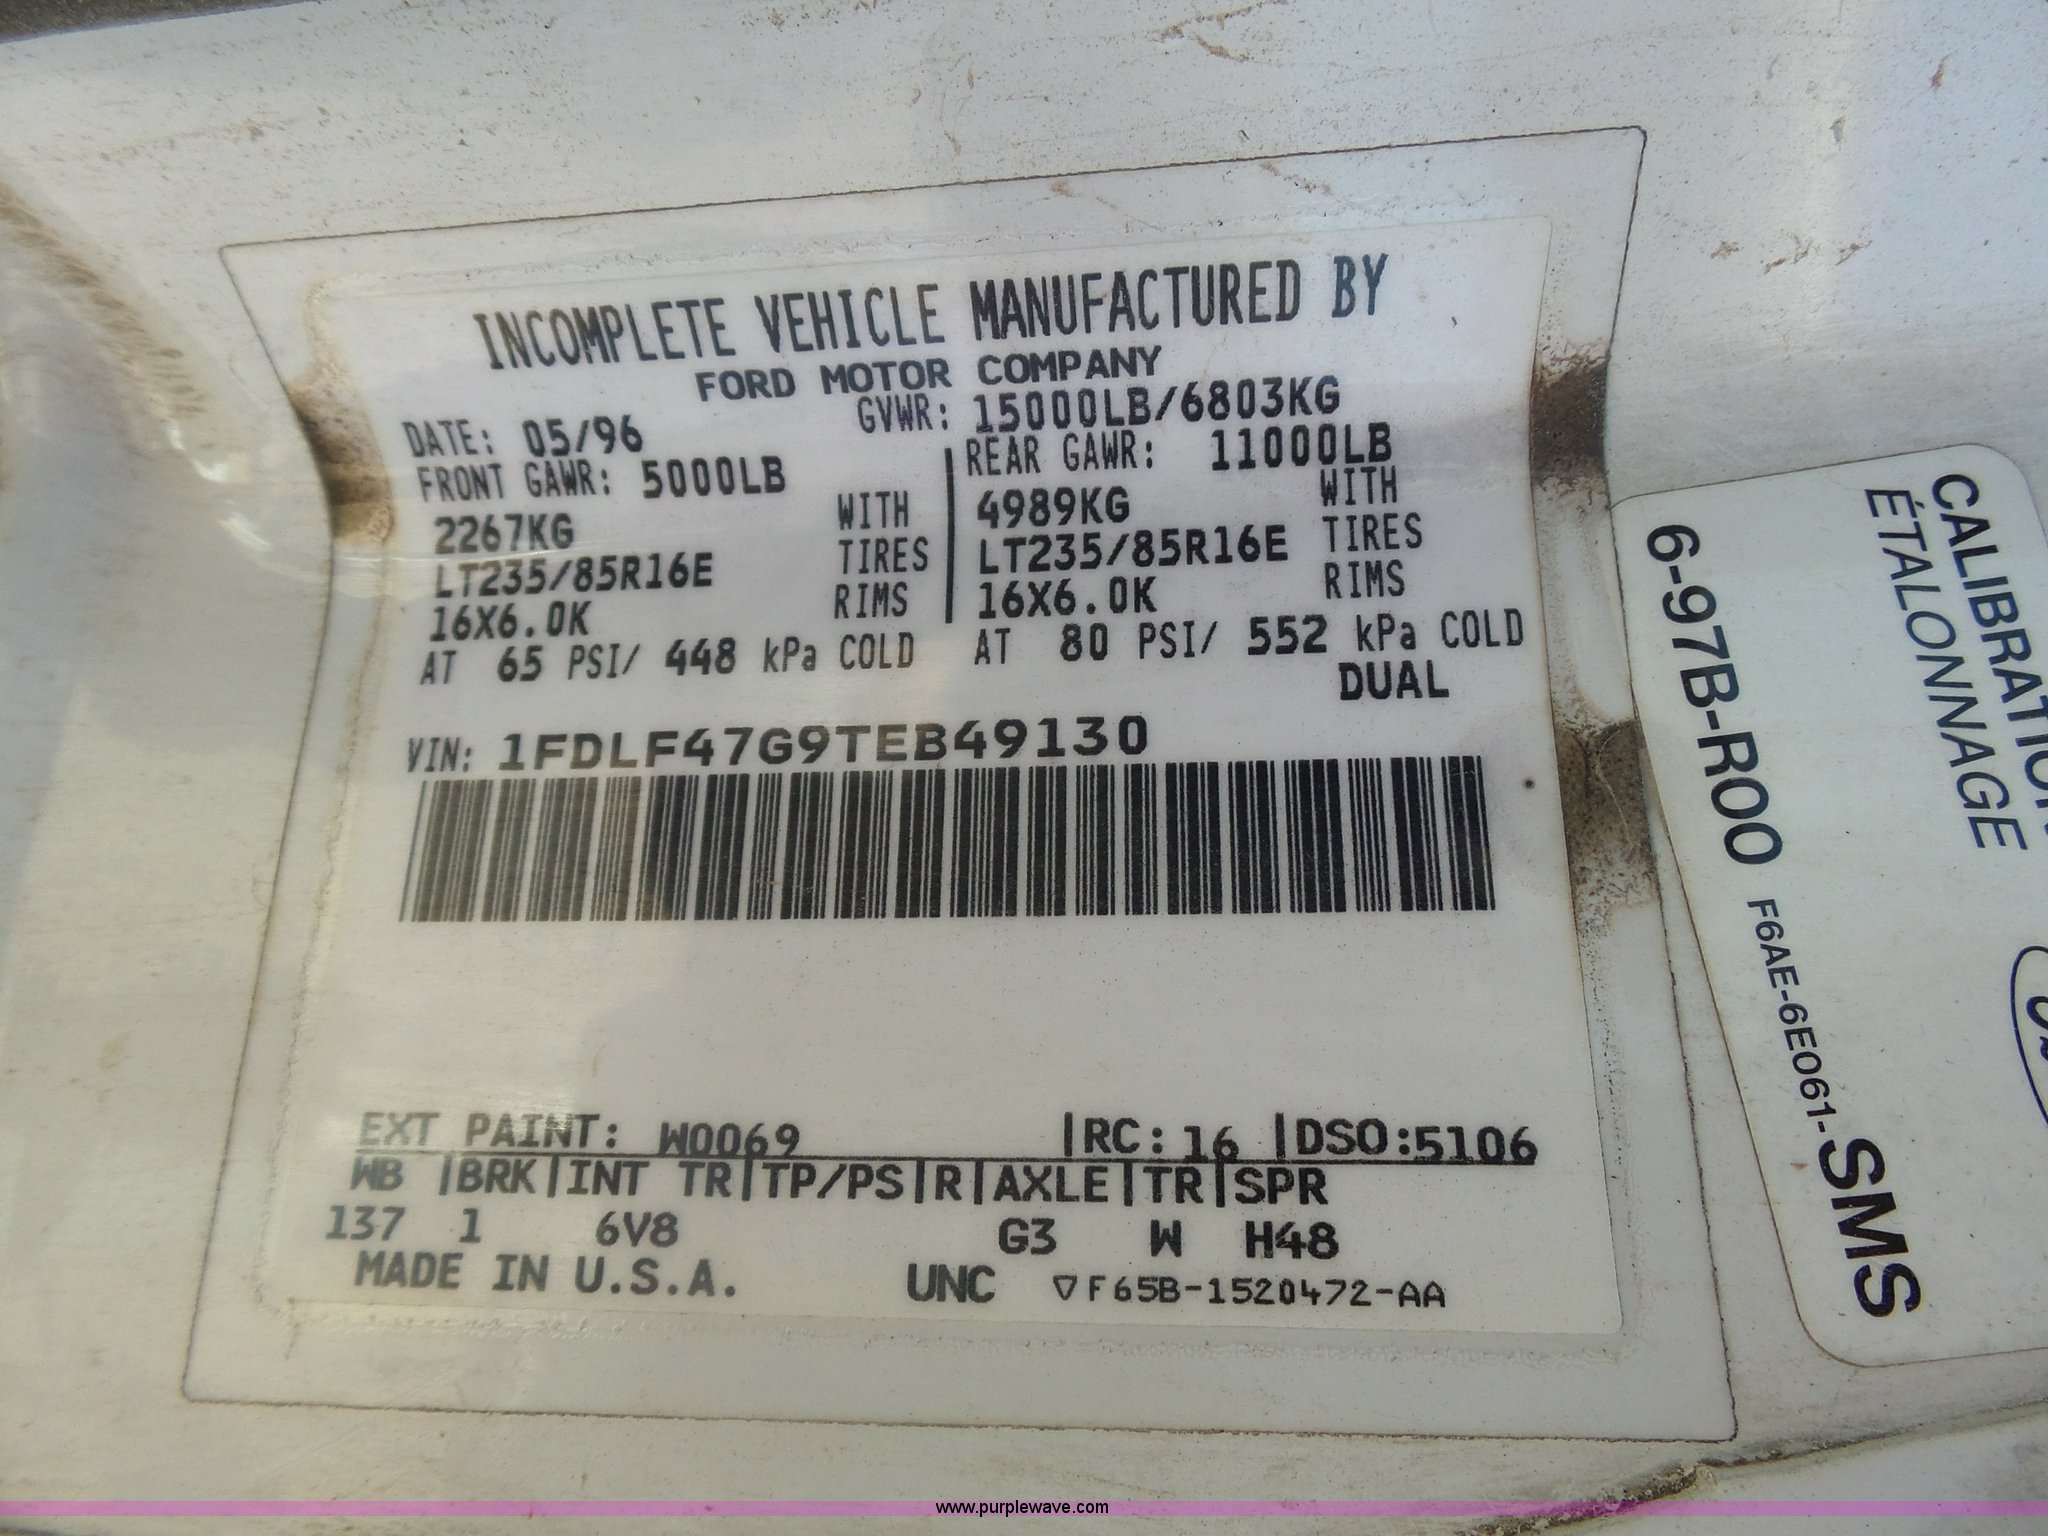 INCOMPLETE VEHICLE MANUFACTURED BY
FORD MOTOR COMPANY
DATE: 05/96 GVWR: 15000LB/6803KG
FRONT GAWR: 5000LB REAR GAWR: 11000LB
2267KG WITH 4989KG WITH
LT235/85R16E TIRES LT235/85R16E TIRES
16X6.0K RIMS 16X6.0K RIMS
AT 65 PSI/ 448 kPa COLD AT 80 PSI/ 552 kPa COLD
DUAL
VIN: 1FDLF47G9TEB49130
EXT PAINT: WO069 |RC: 16 |DSO:5106
WB |BRK|INT TR|TP/PS|R|AXLE|TR|SPR
137 1 6V8 G3 W H48
MADE IN U.S.A. UNC ▽F65B-1520472-AA
CALIBRATION
ÉTALONNAGE
6-97B-R00 F6AE-6E061-SMS
www.purplewave.com